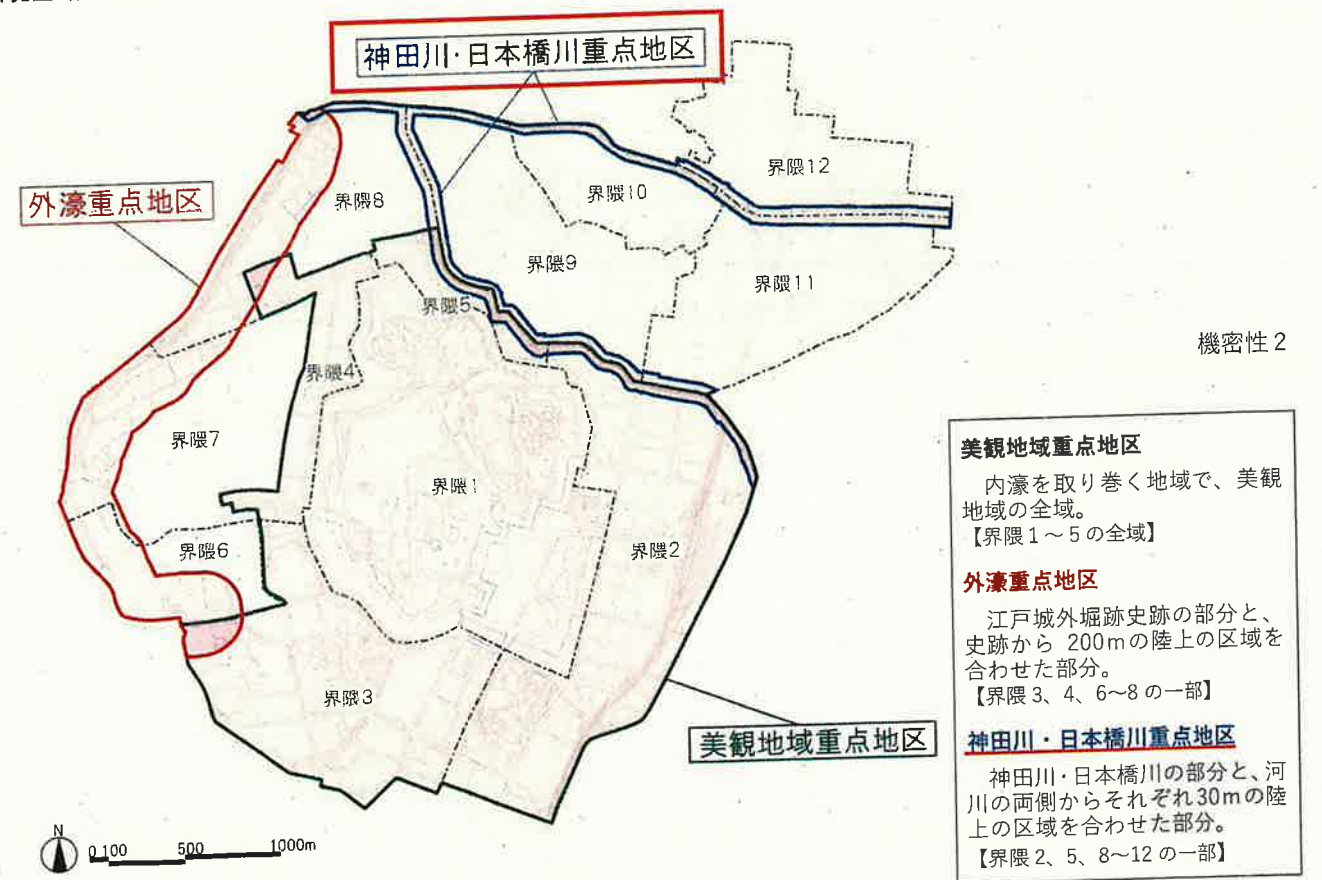 神田川・日本橋川重点地区
界隈12
外濠重点地区
界隈8
界隈10
界隈9
界隈11
界隈5
機密性2
界隈4
界隈7
界隈1
界隈6
界隈2
界隈3
美観地域重点地区
N
0 100 500 1000m
美観地域重点地区
内濠を取り巻く地域で、美観
地域の全域。
【界隈1～5の全域】
外濠重点地区
江戸城外堀跡史跡の部分と、
史跡から 200mの陸上の区域を
合わせた部分。
【界隈3、4、6~8の一部】
神田川・日本橋川重点地区
神田川・日本橋川の部分と、河
川の両側からそれぞれ30mの陸
上の区域を合わせた部分。
【界隈2、5、8~12の一部】